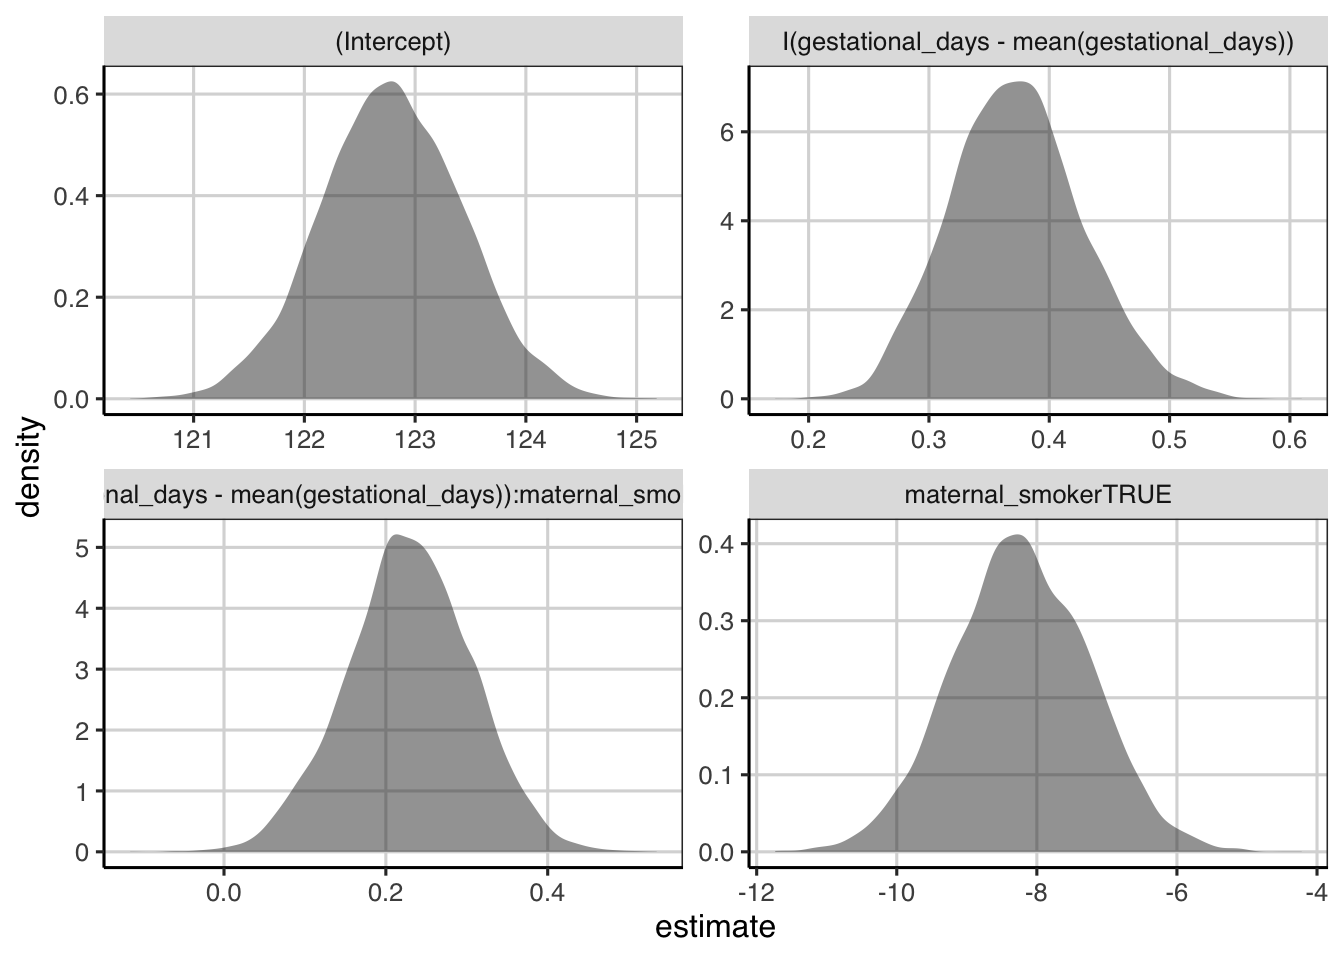 (Intercept)
I(gestational_days - mean(gestational_days))
0.6
0.4
0.2
0.0
121 122 123 124 125
6
4
2
0
0.2 0.3 0.4 0.5 0.6
density
nal_days - mean(gestational_days)):maternal_smo
maternal_smokerTRUE
5
4
3
2
1
0
0.0 0.2 0.4
0.4
0.3
0.2
0.1
0.0
-12 -10 -8 -6 -4
estimate